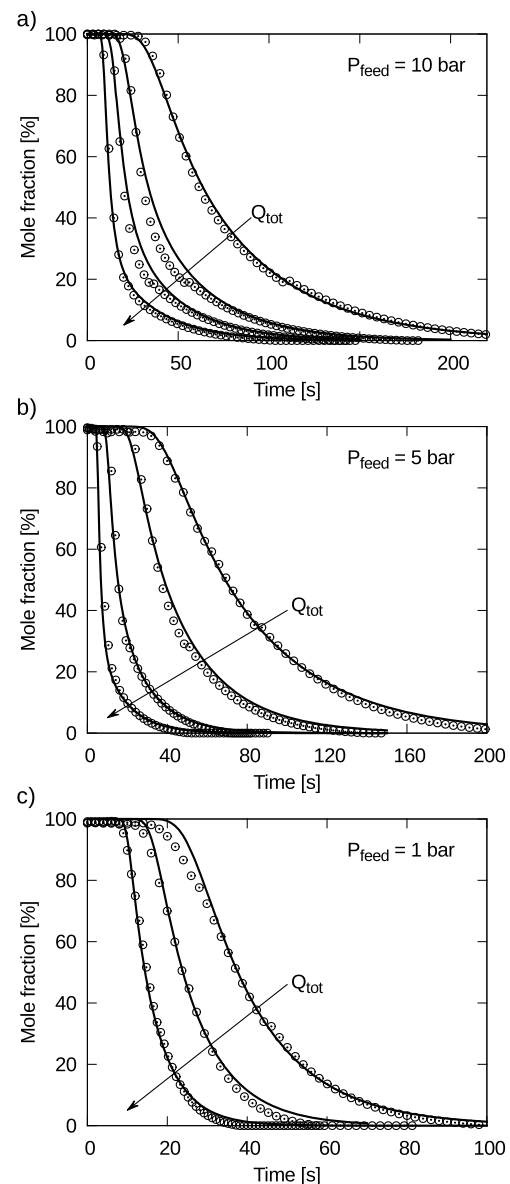 a)
100
80
60
40
20
0
Mole fraction [%]
P_feed = 10 bar
Q_tot
0 50 100 150 200
Time [s]
b)
100
80
60
40
20
0
Mole fraction [%]
P_feed = 5 bar
Q_tot
0 40 80 120 160 200
Time [s]
c)
100
80
60
40
20
0
Mole fraction [%]
P_feed = 1 bar
Q_tot
0 20 40 60 80 100
Time [s]